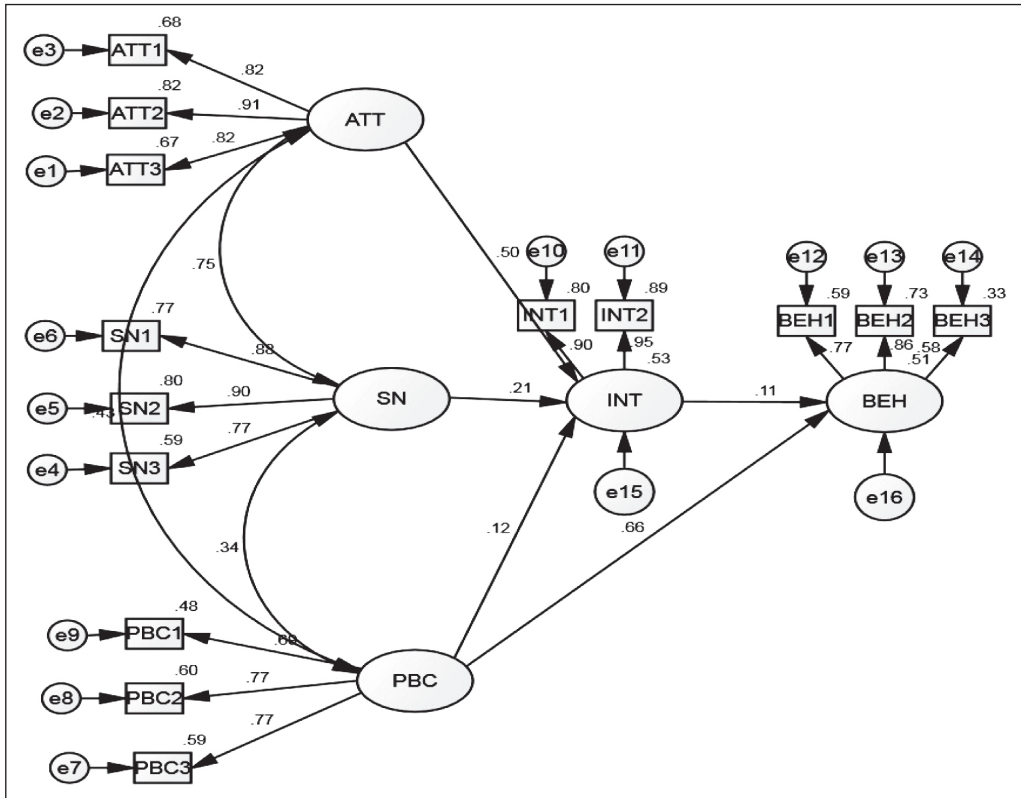 .68
e3
ATT1
.82
.82
e2
ATT2
.91
ATT
.67
.82
e1
ATT3
.75
.50
e10
e11
e12
e13
e14
.80
.89
.59
.73
.33
INT1
INT2
BEH1
BEH2
BEH3
.90
.95
.53
.77
.86
.58
.51
.77
e6
SN1
.88
.80
e5
SN2
.90
SN
.21
INT
.11
BEH
.43
.59
.77
e4
SN3
e15
e16
.34
.12
.66
.48
e9
PBC1
.69
.60
e8
PBC2
.77
PBC
.77
.59
e7
PBC3